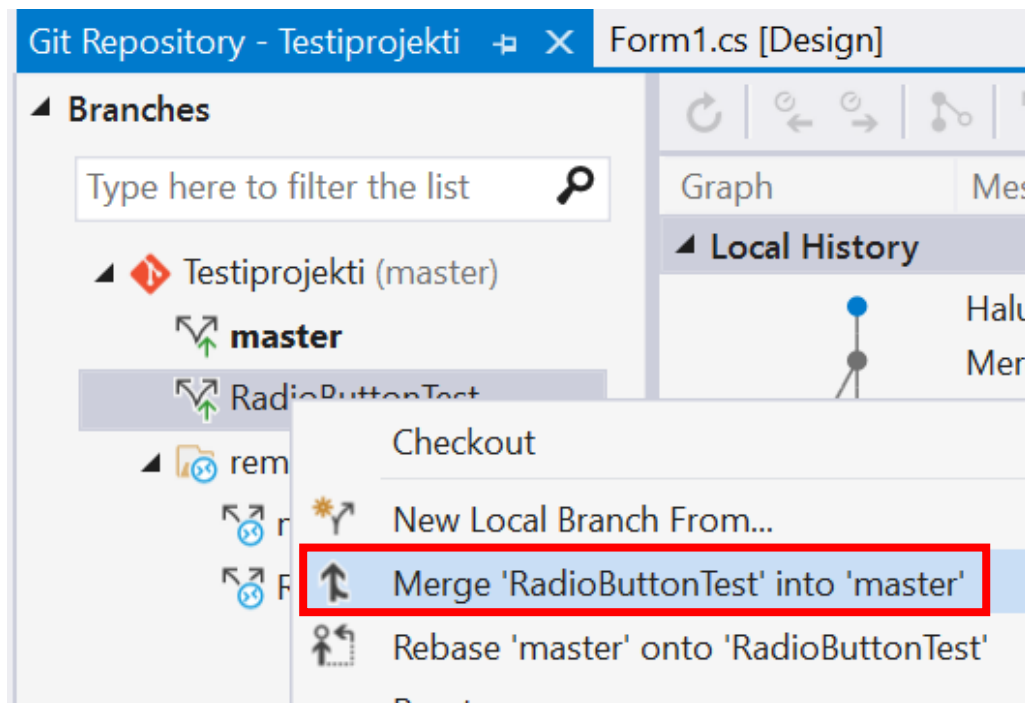 Git Repository - Testiprojekti
Form1.cs [Design]
Branches
Type here to filter the list
Graph
Local History
Testiprojekti (master)
master
RadioButtonTest
Checkout
New Local Branch From...
Merge 'RadioButtonTest' into 'master'
Rebase 'master' onto 'RadioButtonTest'